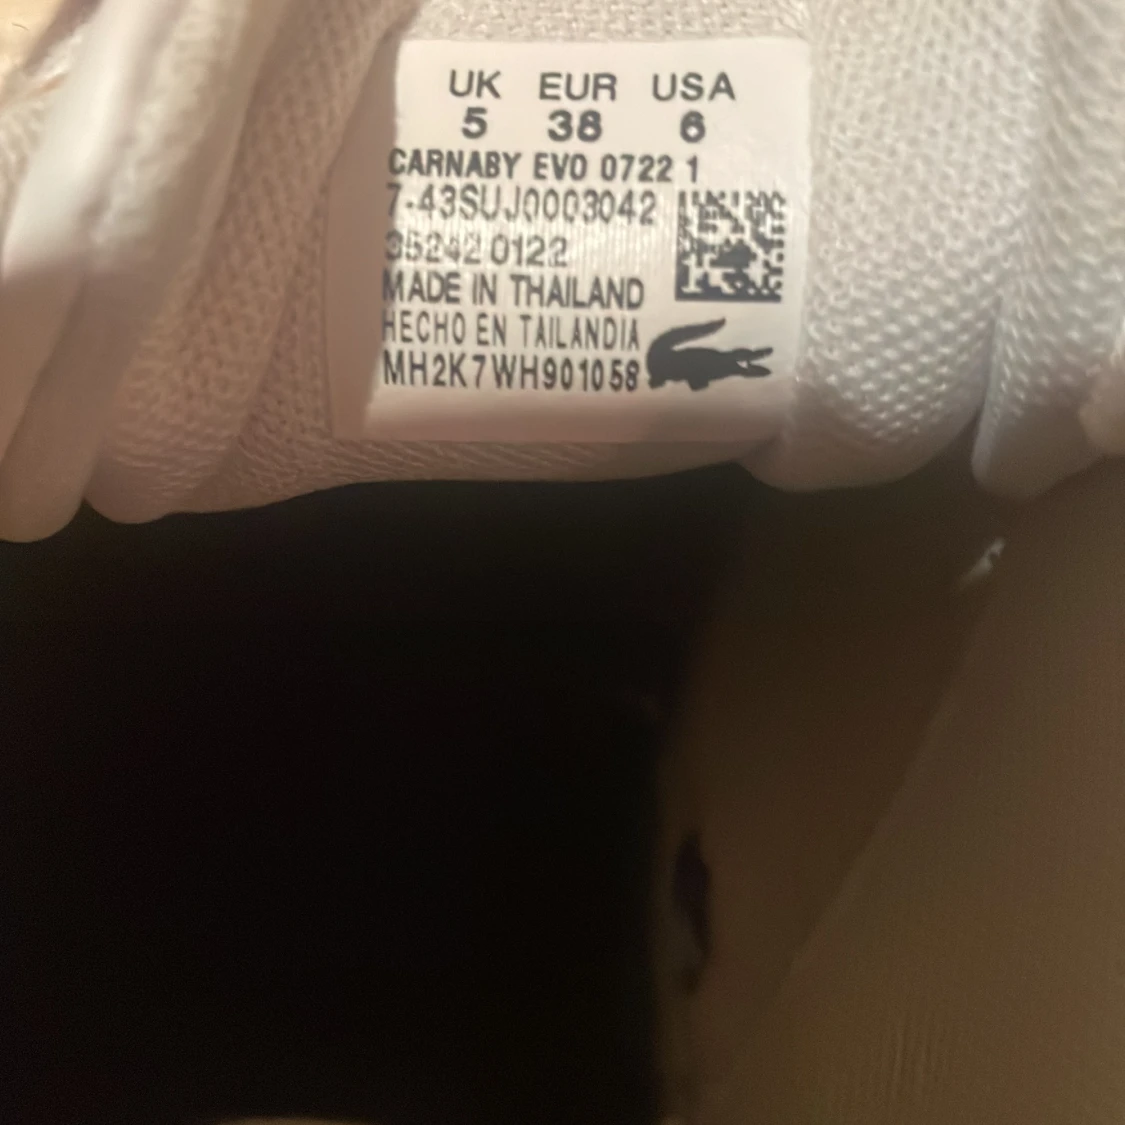 UK EUR USA
5 38 6
CARNABY EVO 0722 1
7-43SUJ0003042
35242 0122
MADE IN THAILAND
HECHO EN TAILANDIA
MH2K7WH901058